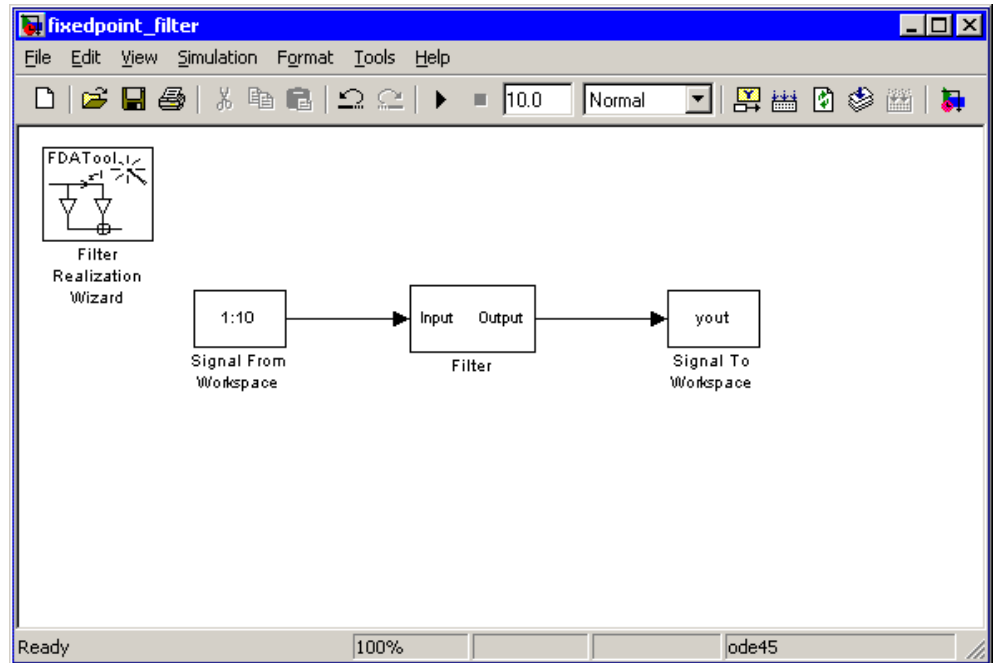 fixedpoint_filter
File Edit View Simulation Format Tools Help
10.0 Normal
FDATool
z-1
Filter
Realization
Wizard
1:10
Signal From
Workspace
Input Output
Filter
yout
Signal To
Workspace
Ready 100% ode45